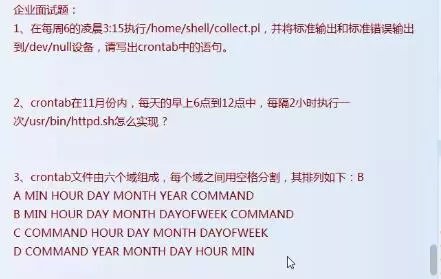 企业面试题：
1、在每周6的凌晨3:15执行/home/shell/collect.pl，并将标准输出和标准错误输出
到/dev/null设备，请写出crontab中的语句。
2、crontab在11月份内，每天的早上6点到12点中，每隔2小时执行一
次/usr/bin/httpd.sh怎么实现？
3、crontab文件由六个域组成，每个域之间用空格分割，其排列如下：B
A MIN HOUR DAY MONTH YEAR COMMAND
B MIN HOUR DAY MONTH DAYOFWEEK COMMAND
C COMMAND HOUR DAY MONTH DAYOFWEEK
D COMMAND YEAR MONTH DAY HOUR MIN